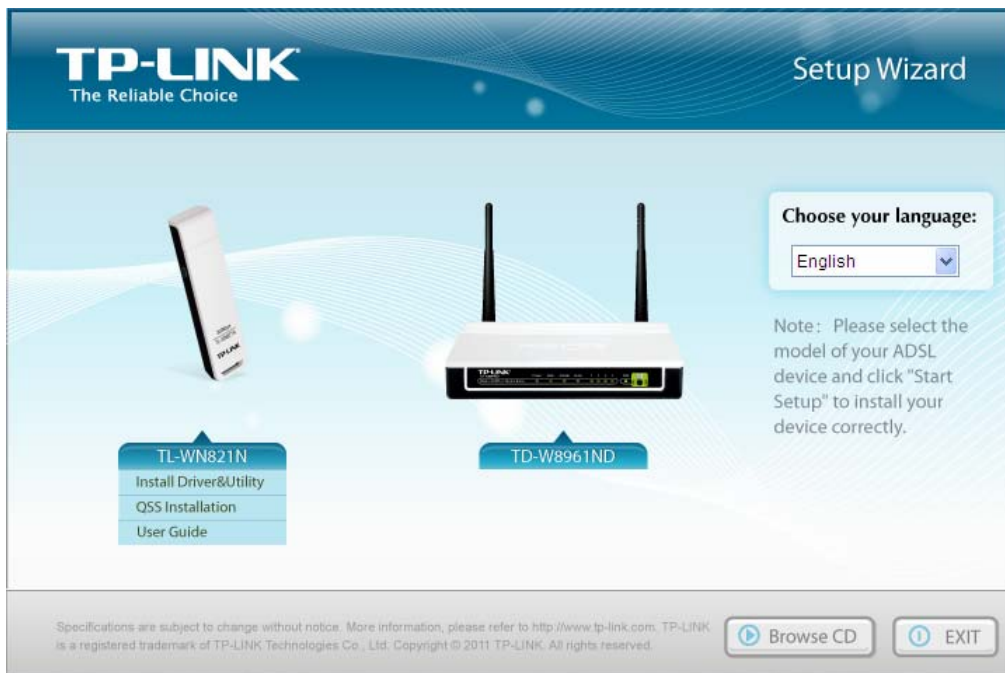 TP-LINK
The Reliable Choice
Setup Wizard
Choose your language:
English
Note: Please select the
model of your ADSL
device and click "Start
Setup" to install your
device correctly.
TP-LINK
TP-LINK
TL-WN821N
Install Driver&Utility
QSS Installation
User Guide
TD-W8961ND
Specifications are subject to change without notice. More information, please refer to http://www.tp-link.com. TP-LINK
is a registered trademark of TP-LINK Technologies Co., Ltd. Copyright © 2011 TP-LINK. All rights reserved.
Browse CD
EXIT